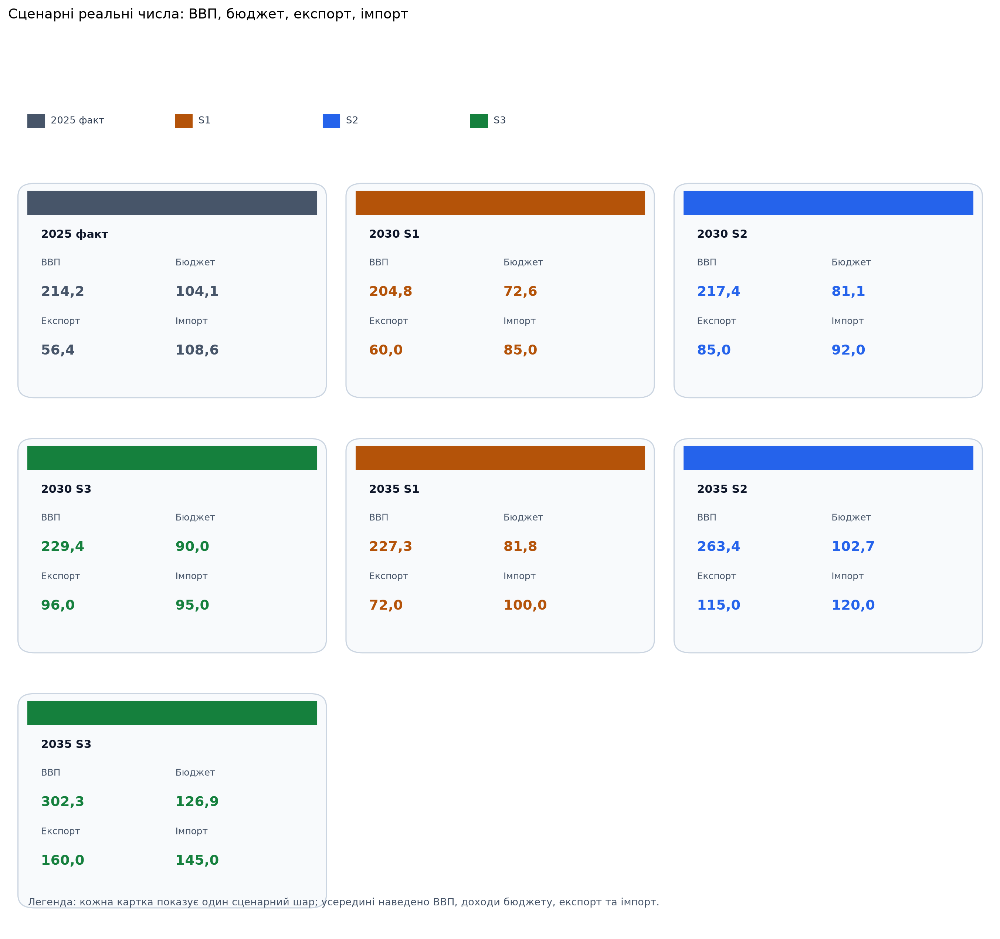 Сценарні реальні числа: ВВП, бюджет, експорт, імпорт
2025 факт
S1
S2
S3
2025 факт
ВВП Бюджет
214,2 104,1
Експорт Імпорт
56,4 108,6
2030 S1
ВВП Бюджет
204,8 72,6
Експорт Імпорт
60,0 85,0
2030 S2
ВВП Бюджет
217,4 81,1
Експорт Імпорт
85,0 92,0
2030 S3
ВВП Бюджет
229,4 90,0
Експорт Імпорт
96,0 95,0
2035 S1
ВВП Бюджет
227,3 81,8
Експорт Імпорт
72,0 100,0
2035 S2
ВВП Бюджет
263,4 102,7
Експорт Імпорт
115,0 120,0
2035 S3
ВВП Бюджет
302,3 126,9
Експорт Імпорт
160,0 145,0
Легенда: кожна картка показує один сценарний шар; усередині наведено ВВП, доходи бюджету, експорт та імпорт.